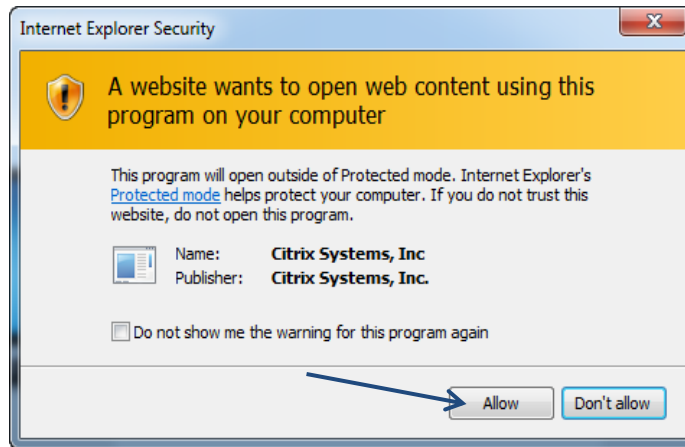 Internet Explorer Security
A website wants to open web content using this
program on your computer
This program will open outside of Protected mode. Internet Explorer's
Protected mode helps protect your computer. If you do not trust this
website, do not open this program.
Name: Citrix Systems, Inc
Publisher: Citrix Systems, Inc.
Do not show me the warning for this program again
Allow Don't allow